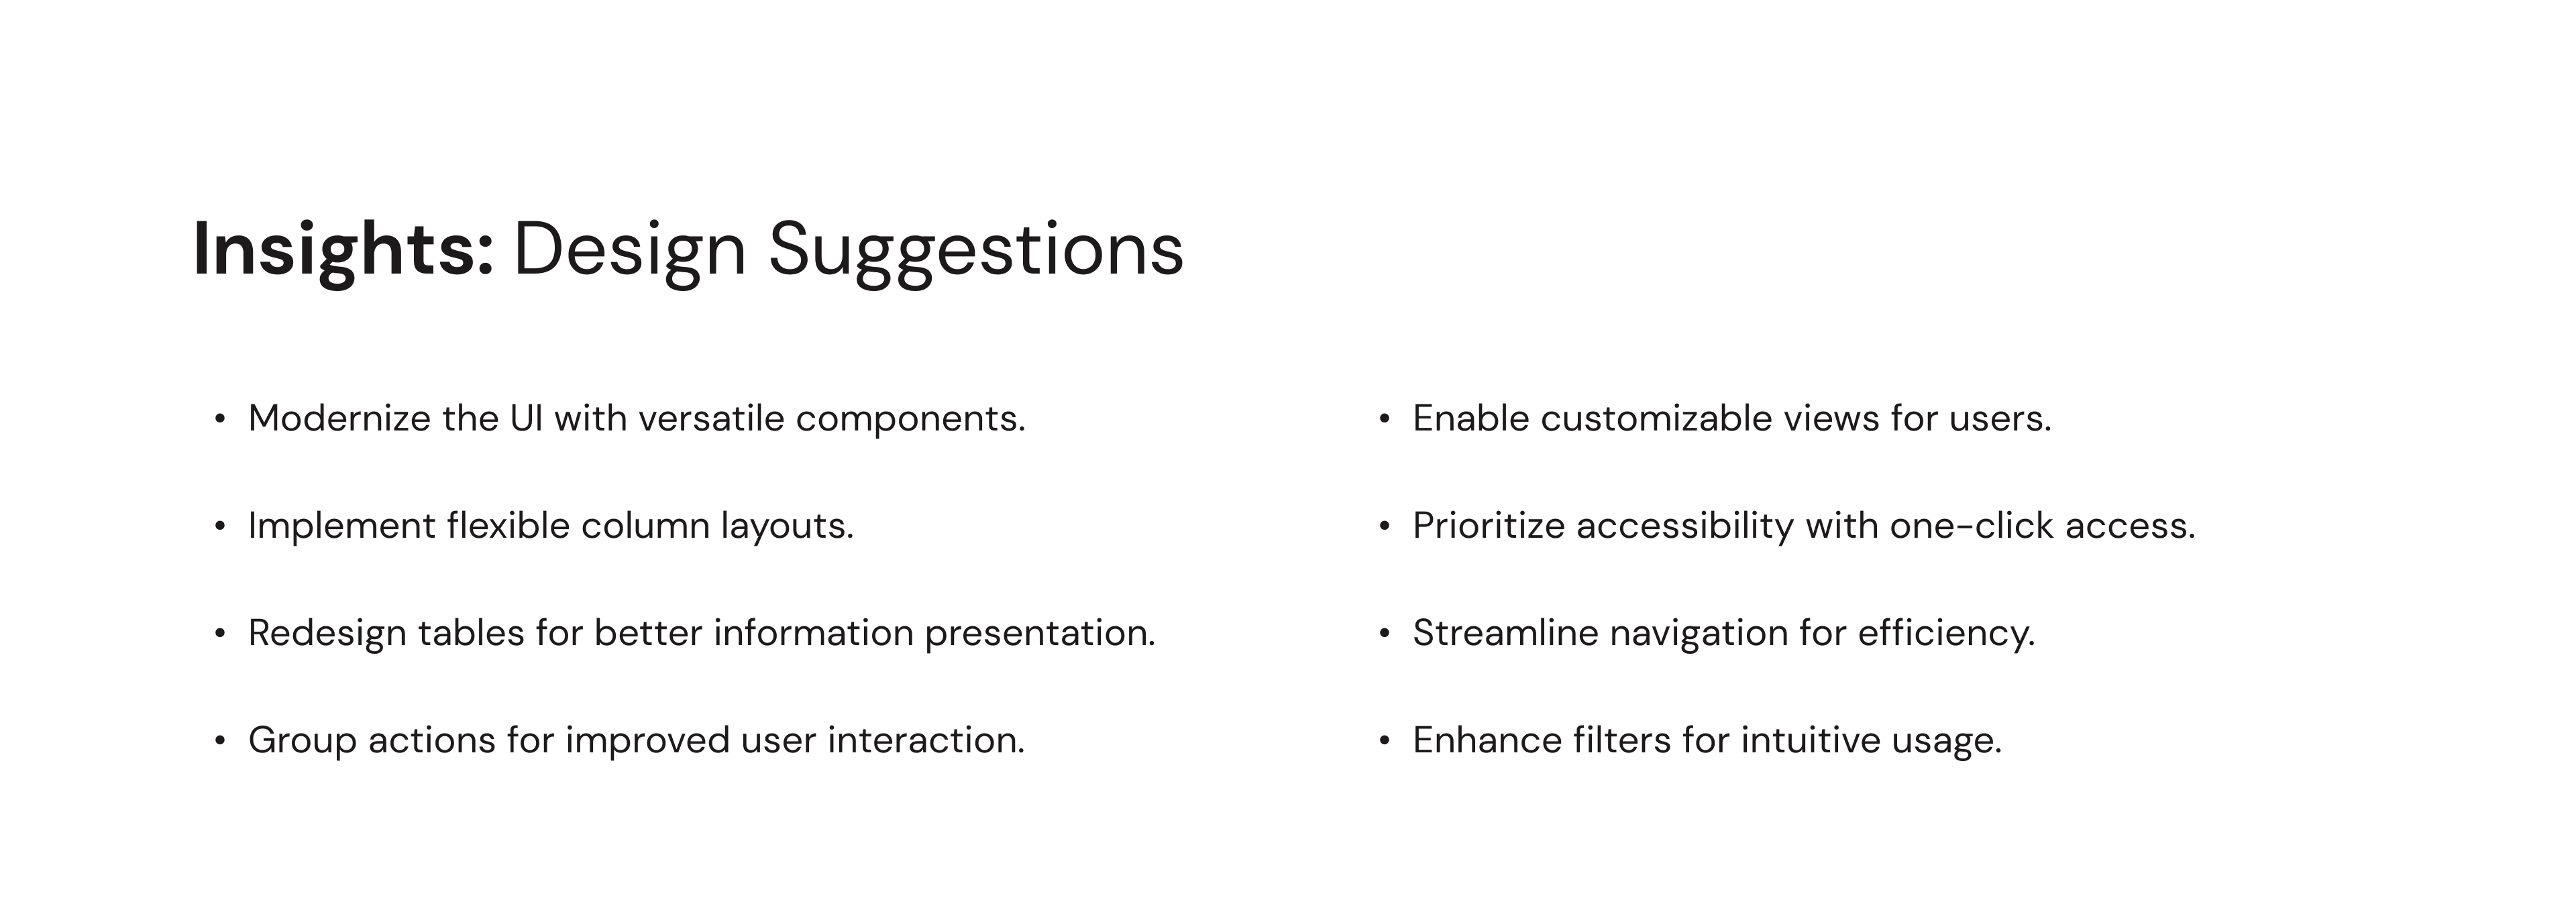 Insights: Design Suggestions
• Modernize the UI with versatile components.
• Implement flexible column layouts.
• Redesign tables for better information presentation.
• Group actions for improved user interaction.
• Enable customizable views for users.
• Prioritize accessibility with one-click access.
• Streamline navigation for efficiency.
• Enhance filters for intuitive usage.